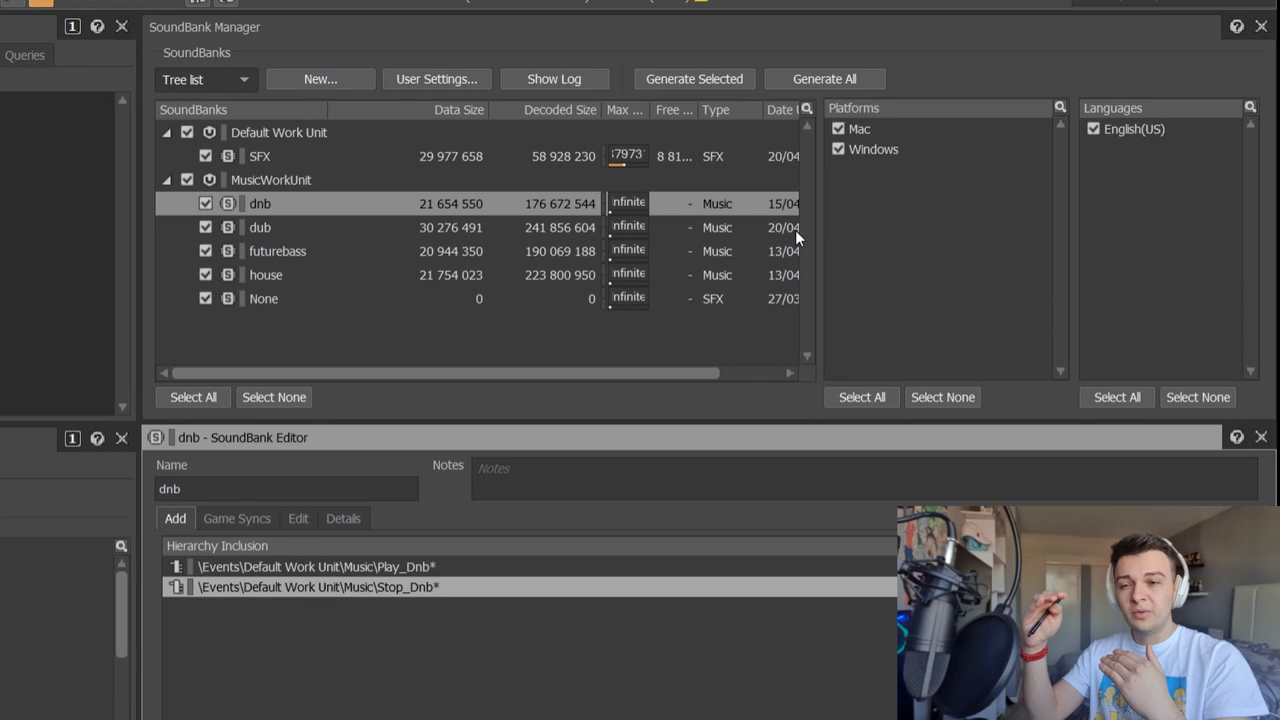 1
SoundBank Manager
Queries
SoundBanks
Tree list
New...
User Settings...
Show Log
Generate Selected
Generate All
SoundBanks Data Size Decoded Size Max ... Free ... Type Date
Default Work Unit
SFX 29 977 658 58 928 230 7973 8 81... SFX 20/04
MusicWorkUnit
dnb 21 654 550 176 672 544 nfinite - Music 15/04
dub 30 276 491 241 856 604 nfinite - Music 20/04
futurebass 20 944 350 190 069 188 nfinite - Music 13/04
house 21 754 023 223 800 950 nfinite - Music 13/04
None 0 0 nfinite - SFX 27/03
Select All
Select None
Platforms
Mac
Windows
Select All
Select None
Languages
English(US)
Select All
Select None
1
dnb - SoundBank Editor
Name
Notes
Notes
dnb
Add
Game Syncs
Edit
Details
Hierarchy Inclusion
\Events\Default Work Unit\Music\Play_Dnb*
\Events\Default Work Unit\Music\Stop_Dnb*